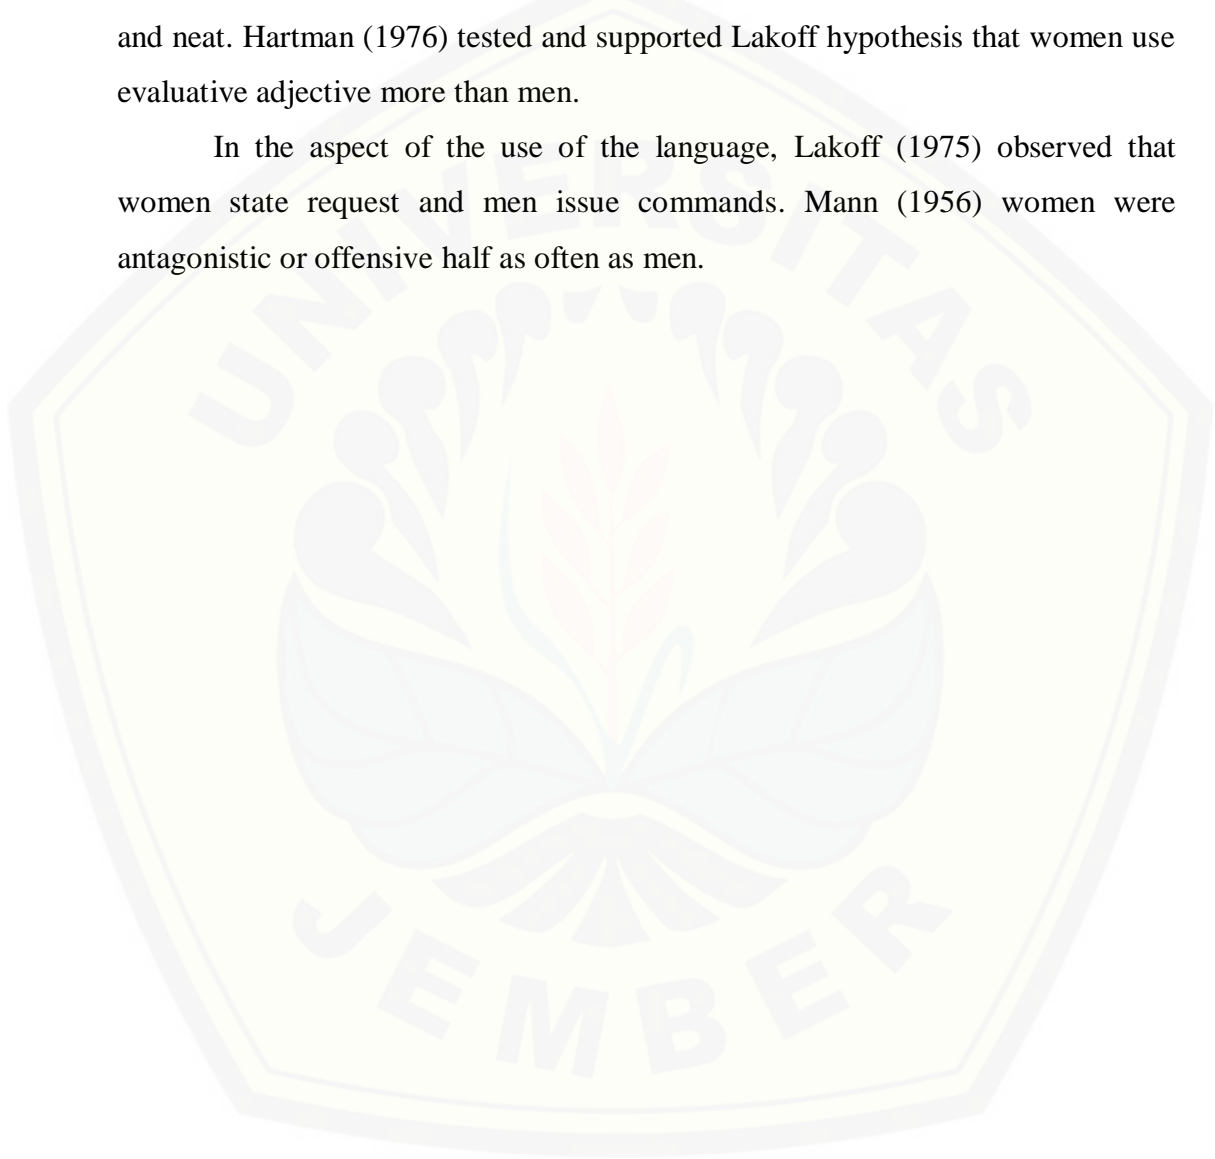 and neat. Hartman (1976) tested and supported Lakoff hypothesis that women use
evaluative adjective more than men.
In the aspect of the use of the language, Lakoff (1975) observed that
women state request and men issue commands. Mann (1956) women were
antagonistic or offensive half as often as men.
UNIVERSITAS
JEMBER